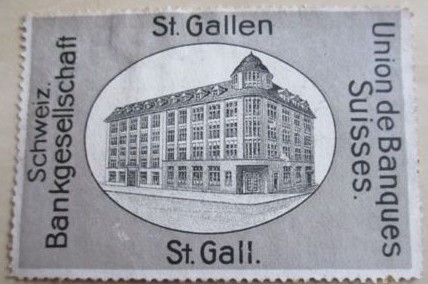 St. Gallen
Schweiz.
Bankgesellschaft
Union de Banques
Suisses.
St. Gall.